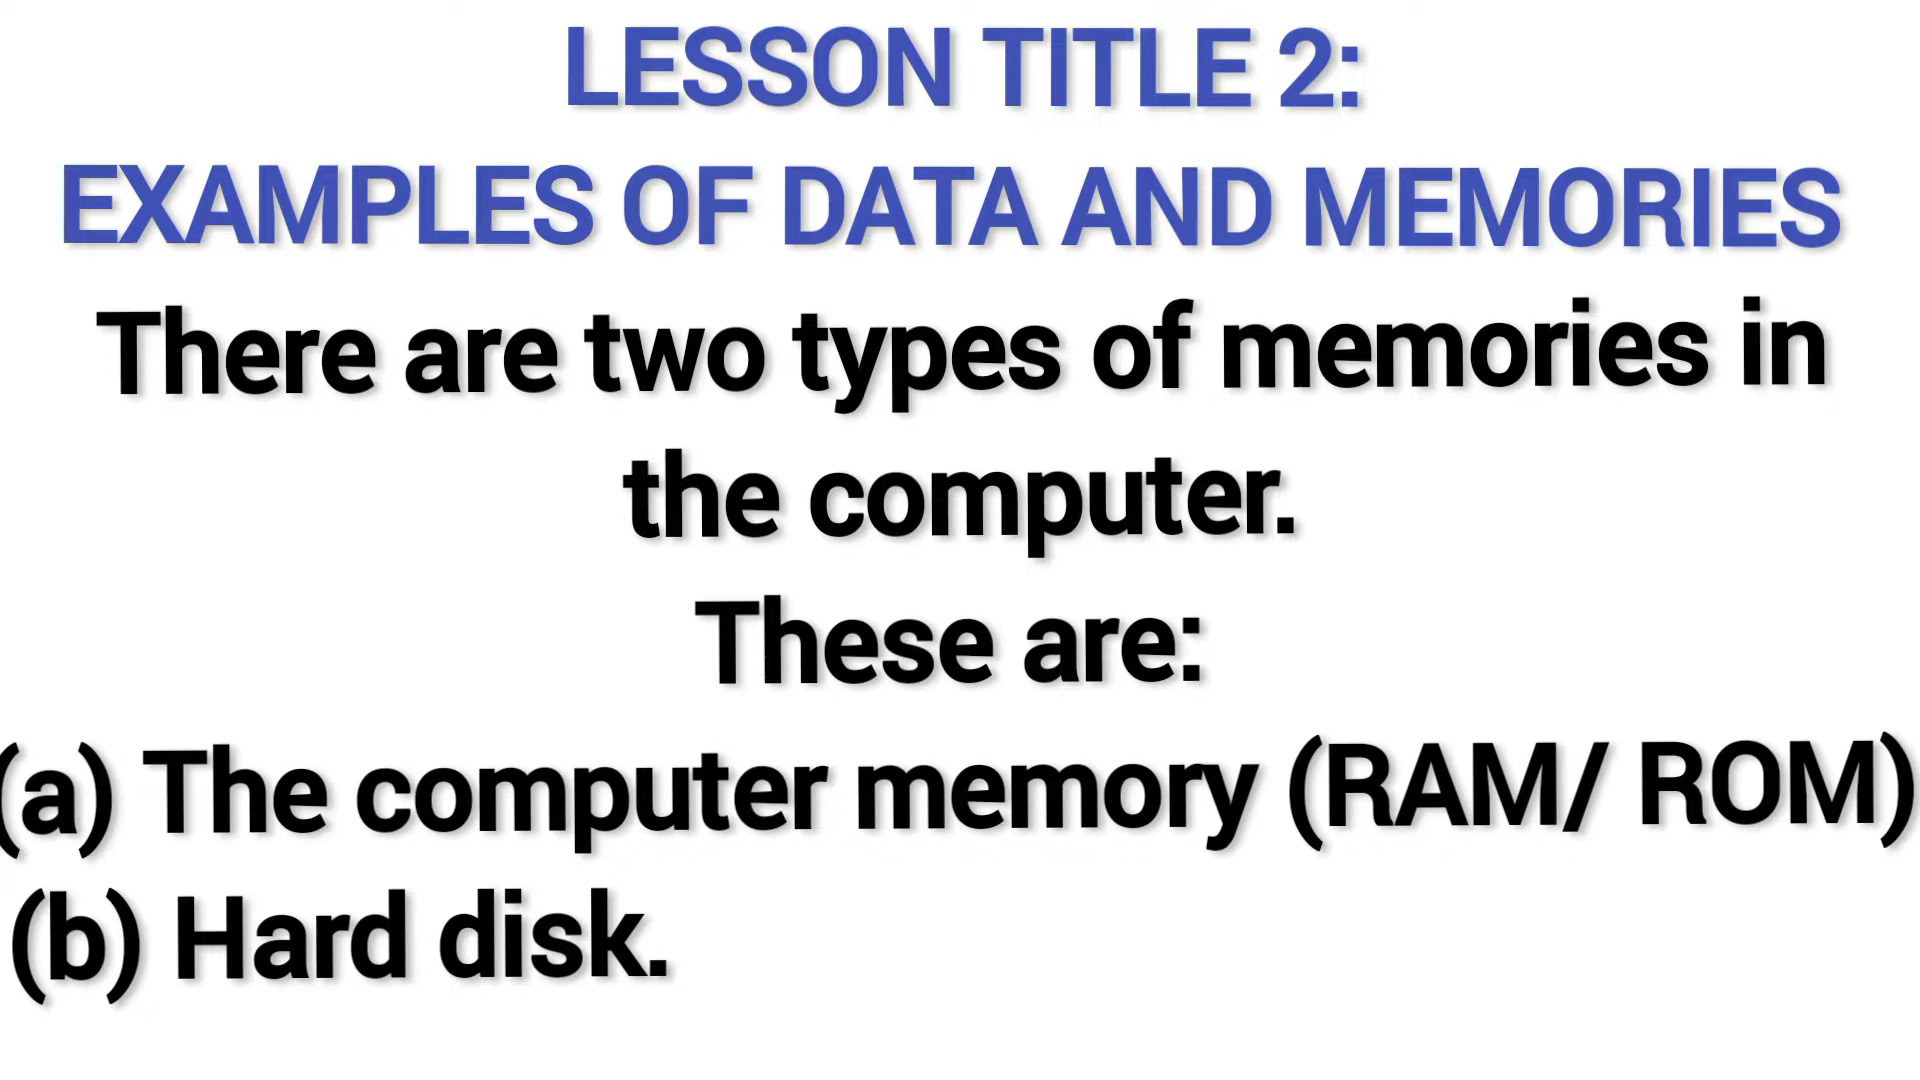 LESSON TITLE 2:
EXAMPLES OF DATA AND MEMORIES
There are two types of memories in
the computer.
These are:
(a) The computer memory (RAM/ ROM)
(b) Hard disk.